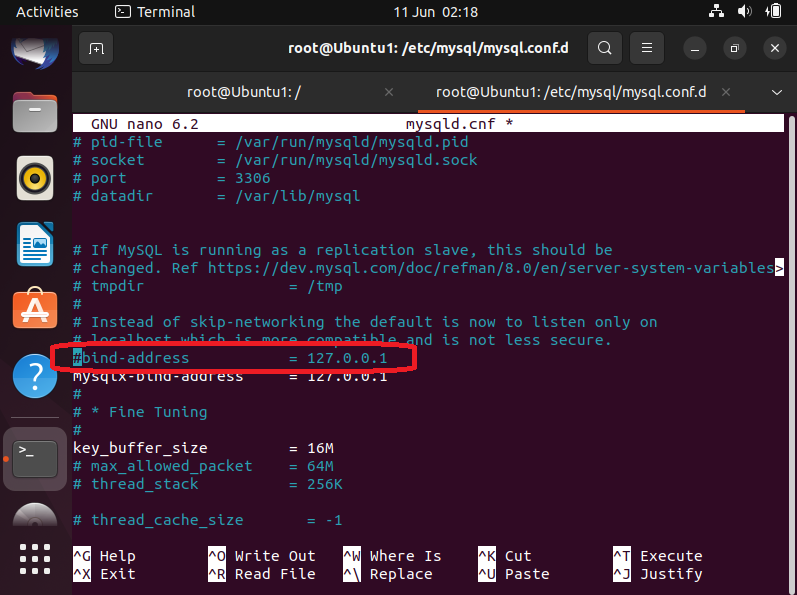 Activities Terminal 11 Jun 02:18
root@Ubuntu1: /etc/mysql/mysql.conf.d
root@Ubuntu1: / root@Ubuntu1: /etc/mysql/mysql.conf.d
GNU nano 6.2 mysqld.cnf *
# pid-file = /var/run/mysqld/mysqld.pid
# socket = /var/run/mysqld/mysqld.sock
# port = 3306
# datadir = /var/lib/mysql
# If MySQL is running as a replication slave, this should be
# changed. Ref https://dev.mysql.com/doc/refman/8.0/en/server-system-variables>
# tmpdir = /tmp
#
# Instead of skip-networking the default is now to listen only on
# localhost which is more compatible and is not less secure.
#bind-address = 127.0.0.1
mysqlx-bind-address = 127.0.0.1
#
# * Fine Tuning
#
key_buffer_size = 16M
# max_allowed_packet = 64M
# thread_stack = 256K
# thread_cache_size = -1
^G Help ^O Write Out ^W Where Is ^K Cut ^T Execute
^X Exit ^R Read File ^\ Replace ^U Paste ^J Justify